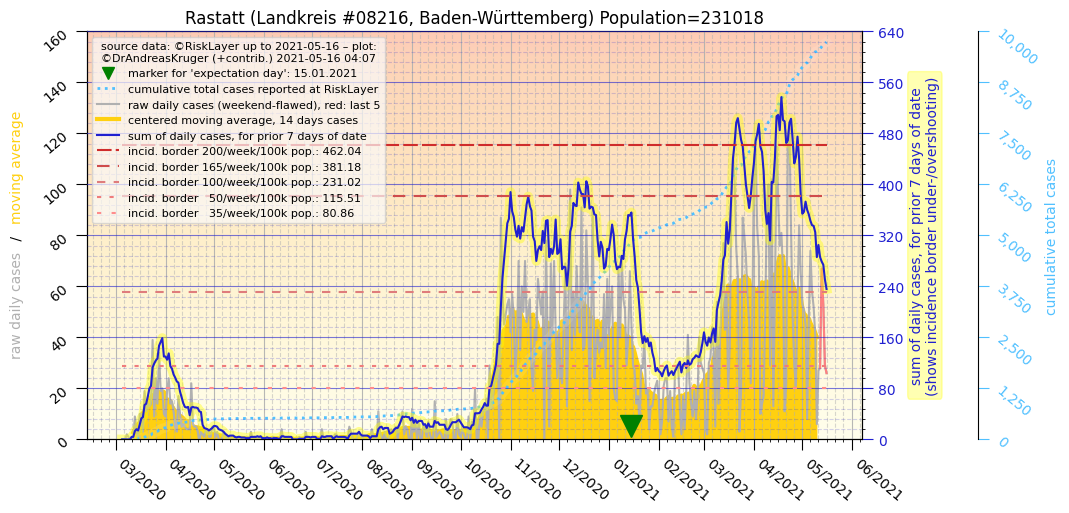 Rastatt (Landkreis #08216, Baden-Württemberg) Population=231018
source data: ©RiskLayer up to 2021-05-16 – plot:
©DrAndreasKruger (+contrib.) 2021-05-16 04:07
marker for 'expectation day': 15.01.2021
cumulative total cases reported at RiskLayer
raw daily cases (weekend-flawed), red: last 5
centered moving average, 14 days cases
sum of daily cases, for prior 7 days of date
incid. border 200/week/100k pop.: 462.04
incid. border 165/week/100k pop.: 381.18
incid. border 100/week/100k pop.: 231.02
incid. border   50/week/100k pop.: 115.51
incid. border   35/week/100k pop.: 80.86
raw daily cases   /   moving average
0
20
40
60
80
100
120
140
160
03/2020
04/2020
05/2020
06/2020
07/2020
08/2020
09/2020
10/2020
11/2020
12/2020
01/2021
02/2021
03/2021
04/2021
05/2021
06/2021
0
80
160
240
320
400
480
560
640
sum of daily cases, for prior 7 days of date
(shows incidence border under-/overshooting)
0
1,250
2,500
3,750
5,000
6,250
7,500
8,750
10,000
cumulative total cases